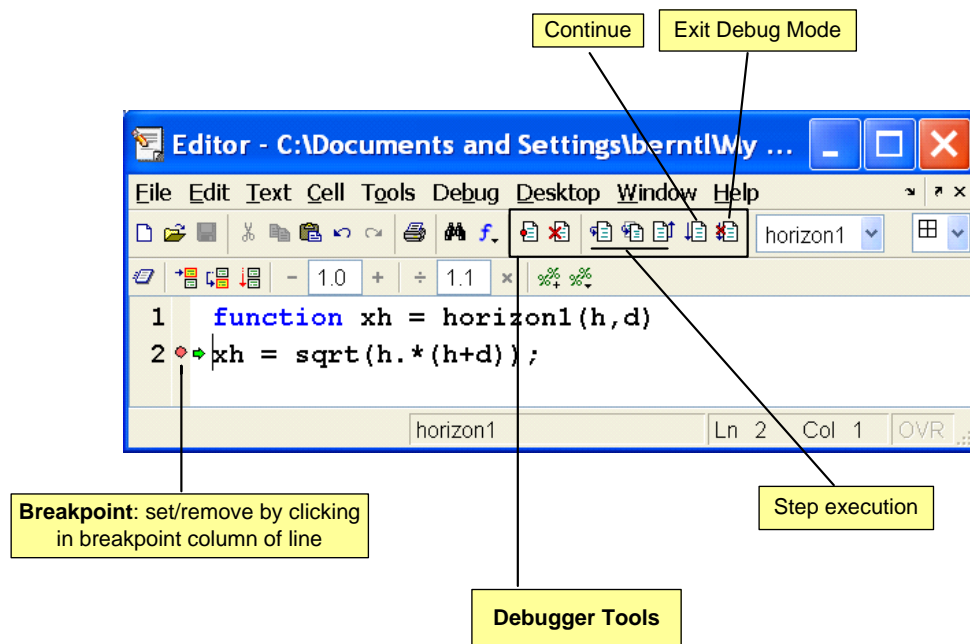 Continue
Exit Debug Mode
Editor - C:\Documents and Settings\berntl\My ...
File Edit Text Cell Tools Debug Desktop Window Help
horizon1
1.0
1.1
1 function xh = horizon1(h,d)
2 xh = sqrt(h.*(h+d));
horizon1 Ln 2 Col 1 OVR
Breakpoint: set/remove by clicking
in breakpoint column of line
Step execution
Debugger Tools